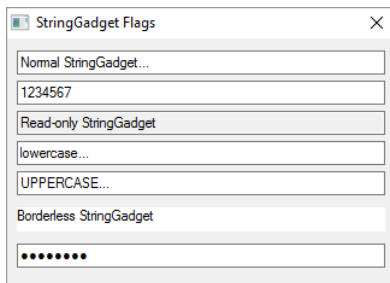 StringGadget Flags
Normal StringGadget...
1234567
Read-only StringGadget
lowercase...
UPPERCASE...
Borderless StringGadget
●●●●●●●●